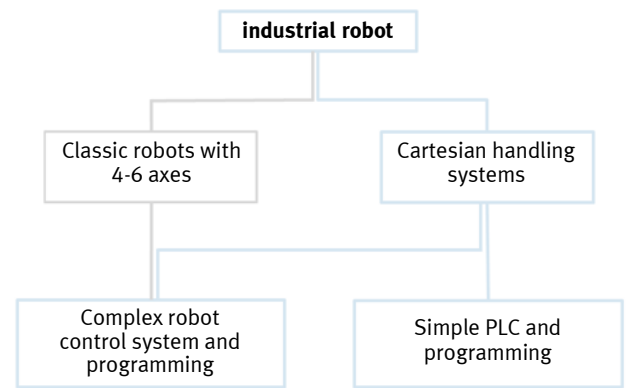 industrial robot
Classic robots with
4-6 axes
Cartesian handling
systems
Complex robot
control system and
programming
Simple PLC and
programming